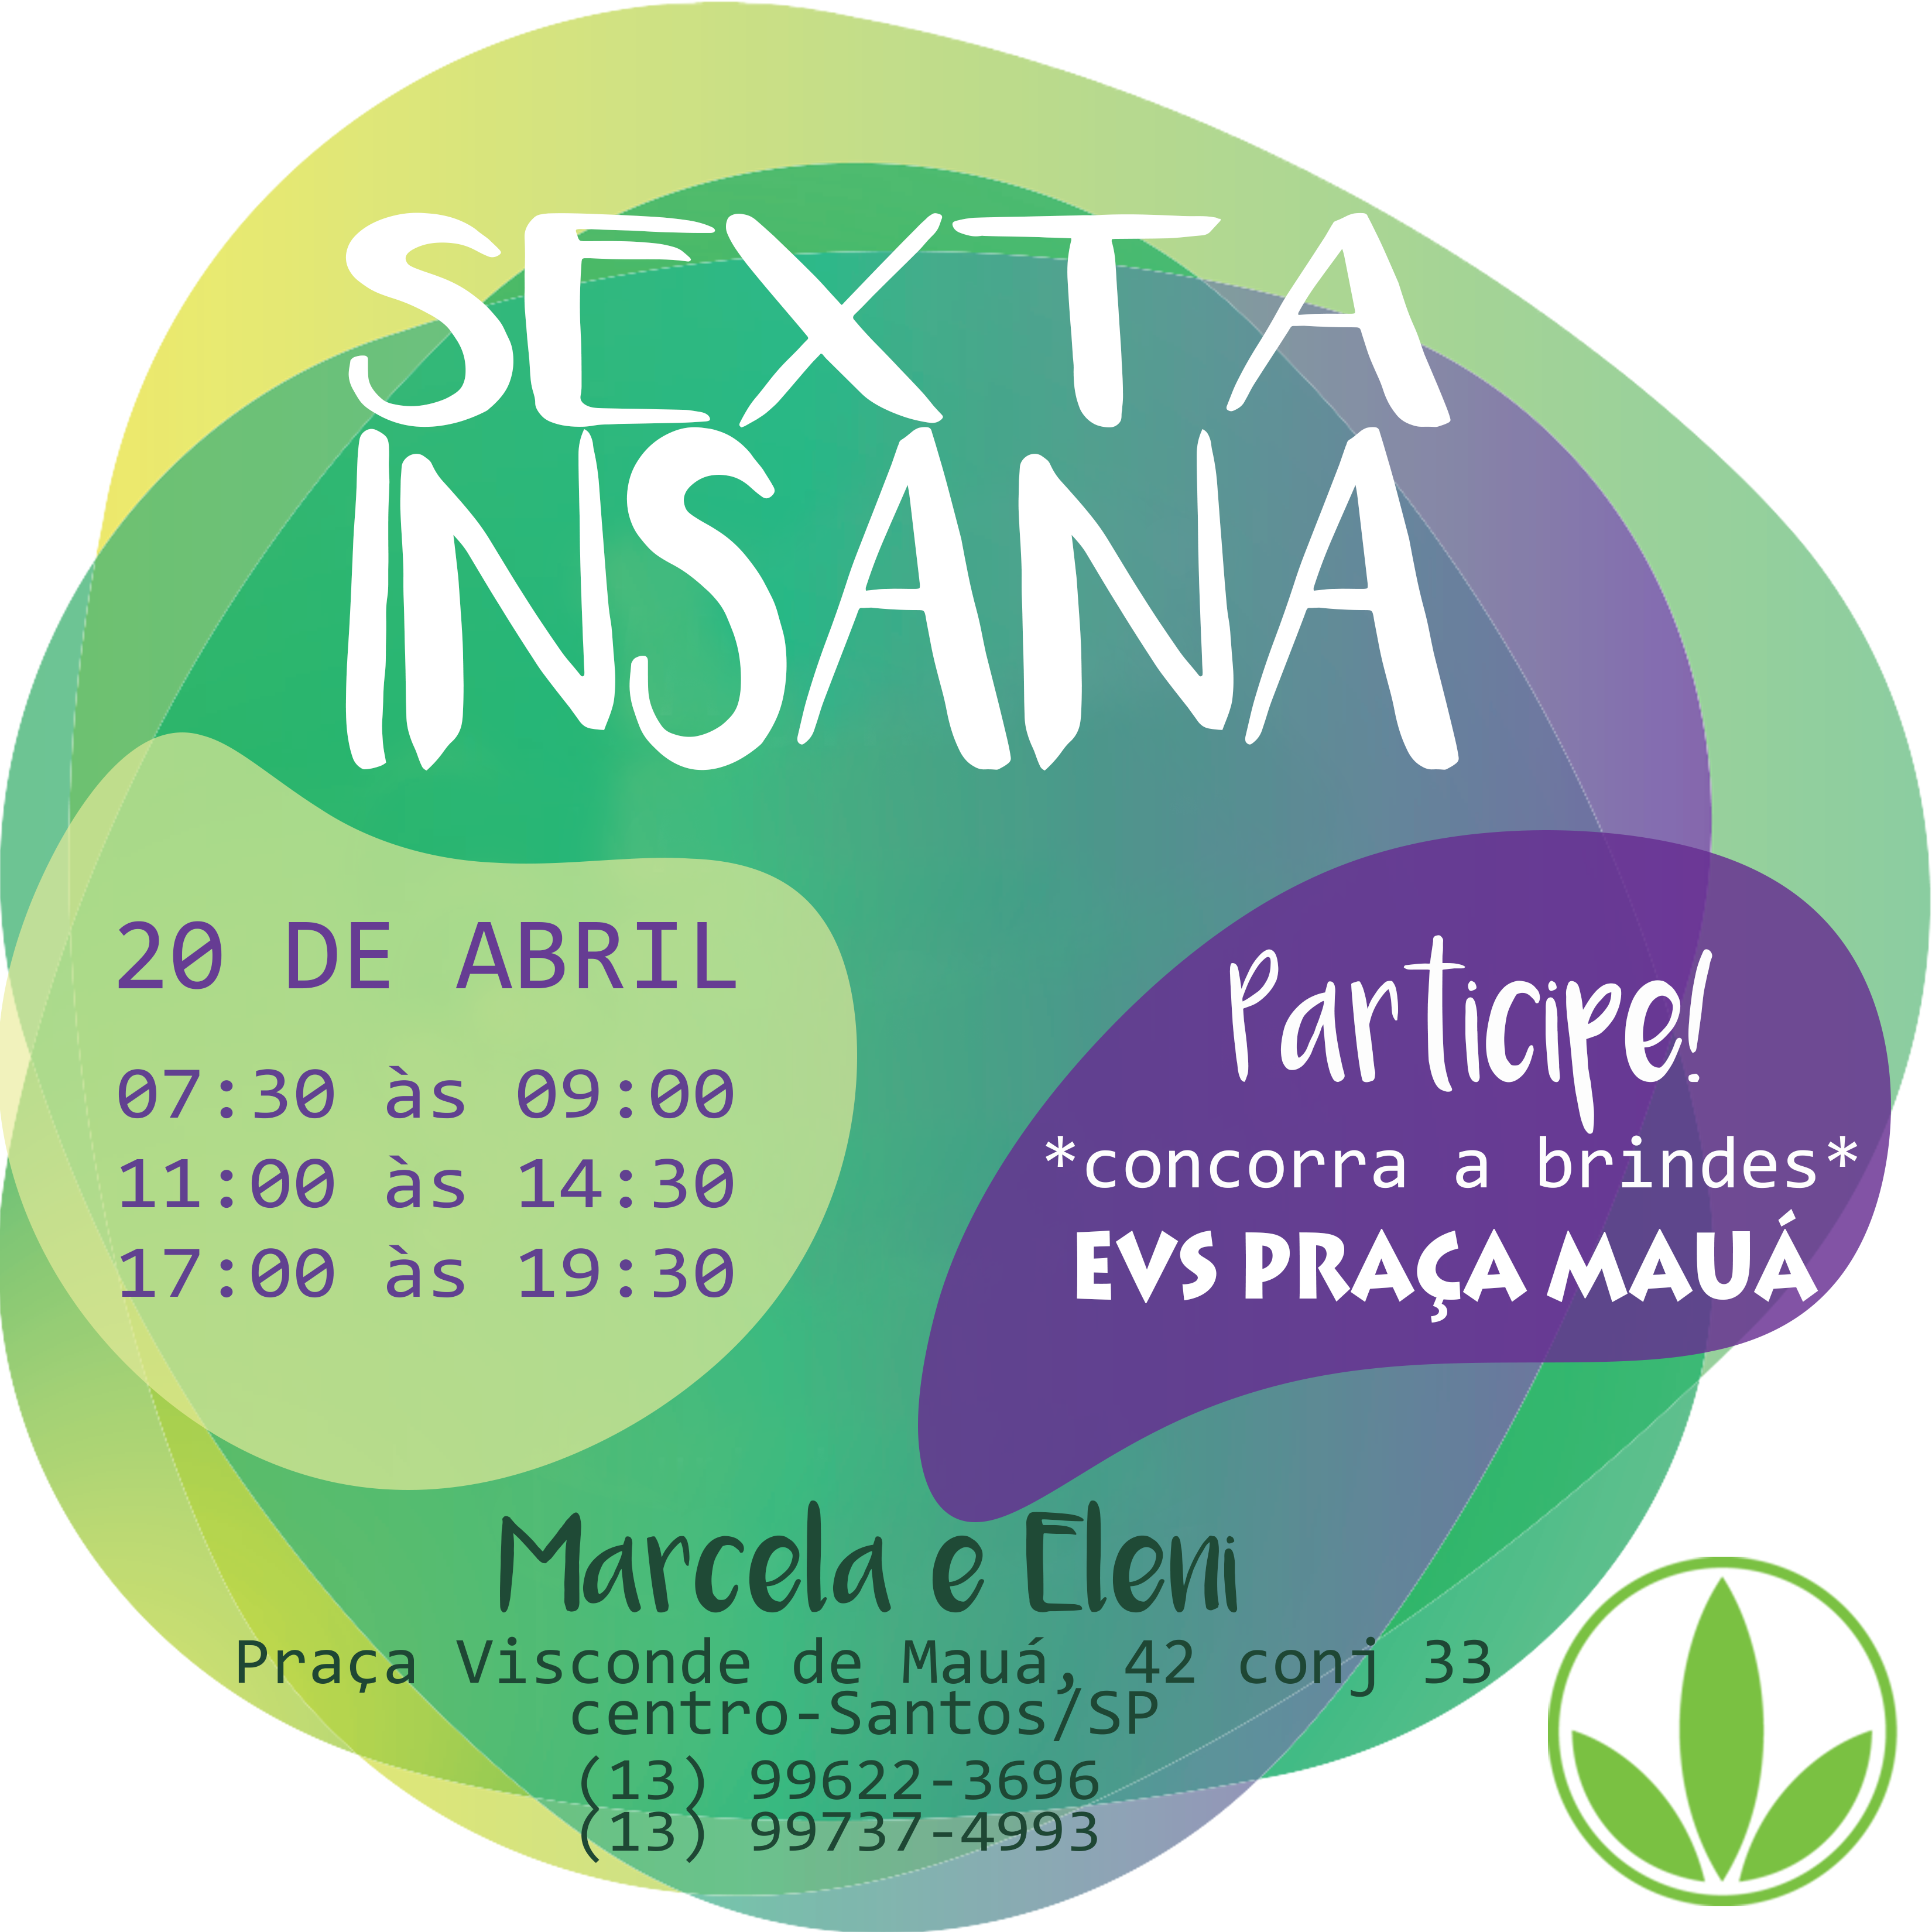 SEXTA
INSANA
20 DE ABRIL
07:30 às 09:00
11:00 às 14:30
17:00 às 19:30
Participe!
*concorra a brindes*
EVS PRAÇA MAUÁ
Marcela e Eleni
Praça Visconde de Mauá, 42 conj 33
centro-Santos/SP
(13) 99622-3696
(13) 99737-4993